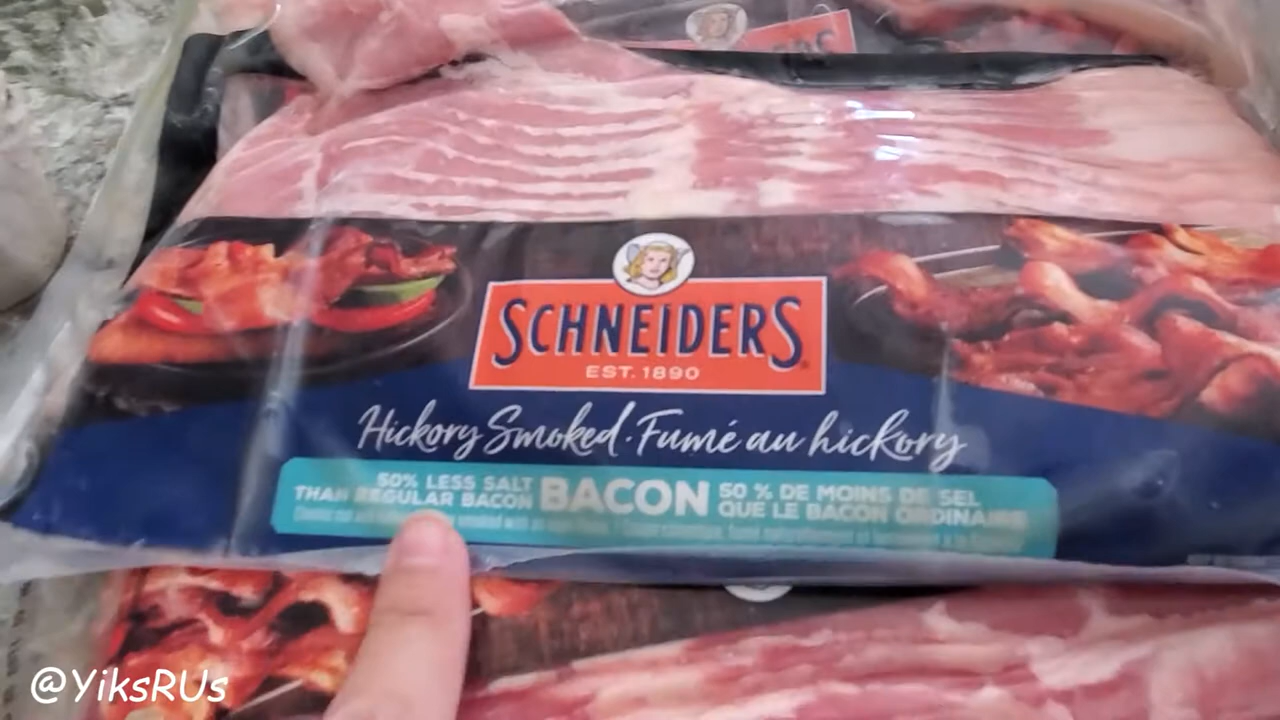 SCHNEIDERS
EST. 1890
Hickory Smoked · Fumé au hickory
50% LESS SALT
THAN REGULAR BACON
BACON
50 % DE MOINS DE SEL
QUE LE BACON ORDINAIRE
@YiksRUs